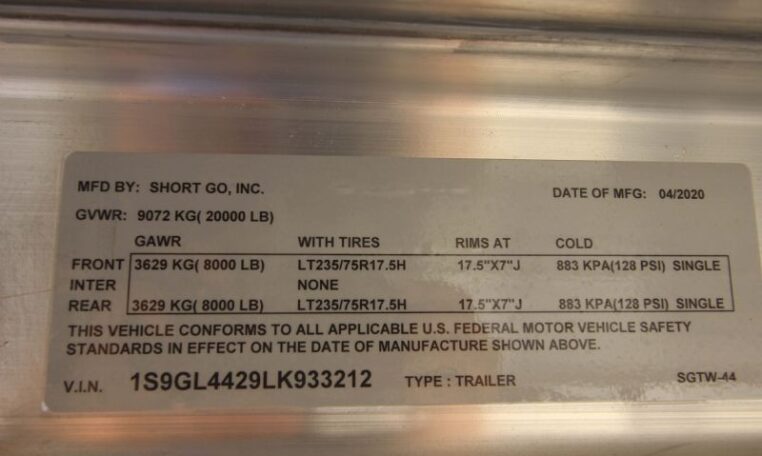 MFD BY: SHORT GO, INC. DATE OF MFG: 04/2020
GVWR: 9072 KG( 20000 LB)
GAWR WITH TIRES RIMS AT COLD
FRONT 3629 KG( 8000 LB) LT235/75R17.5H 17.5"X7"J 883 KPA(128 PSI) SINGLE
INTER NONE
REAR 3629 KG( 8000 LB) LT235/75R17.5H 17.5"X7"J 883 KPA(128 PSI) SINGLE
THIS VEHICLE CONFORMS TO ALL APPLICABLE U.S. FEDERAL MOTOR VEHICLE SAFETY
STANDARDS IN EFFECT ON THE DATE OF MANUFACTURE SHOWN ABOVE.
V.I.N. 1S9GL4429LK933212 TYPE : TRAILER SGTW-44